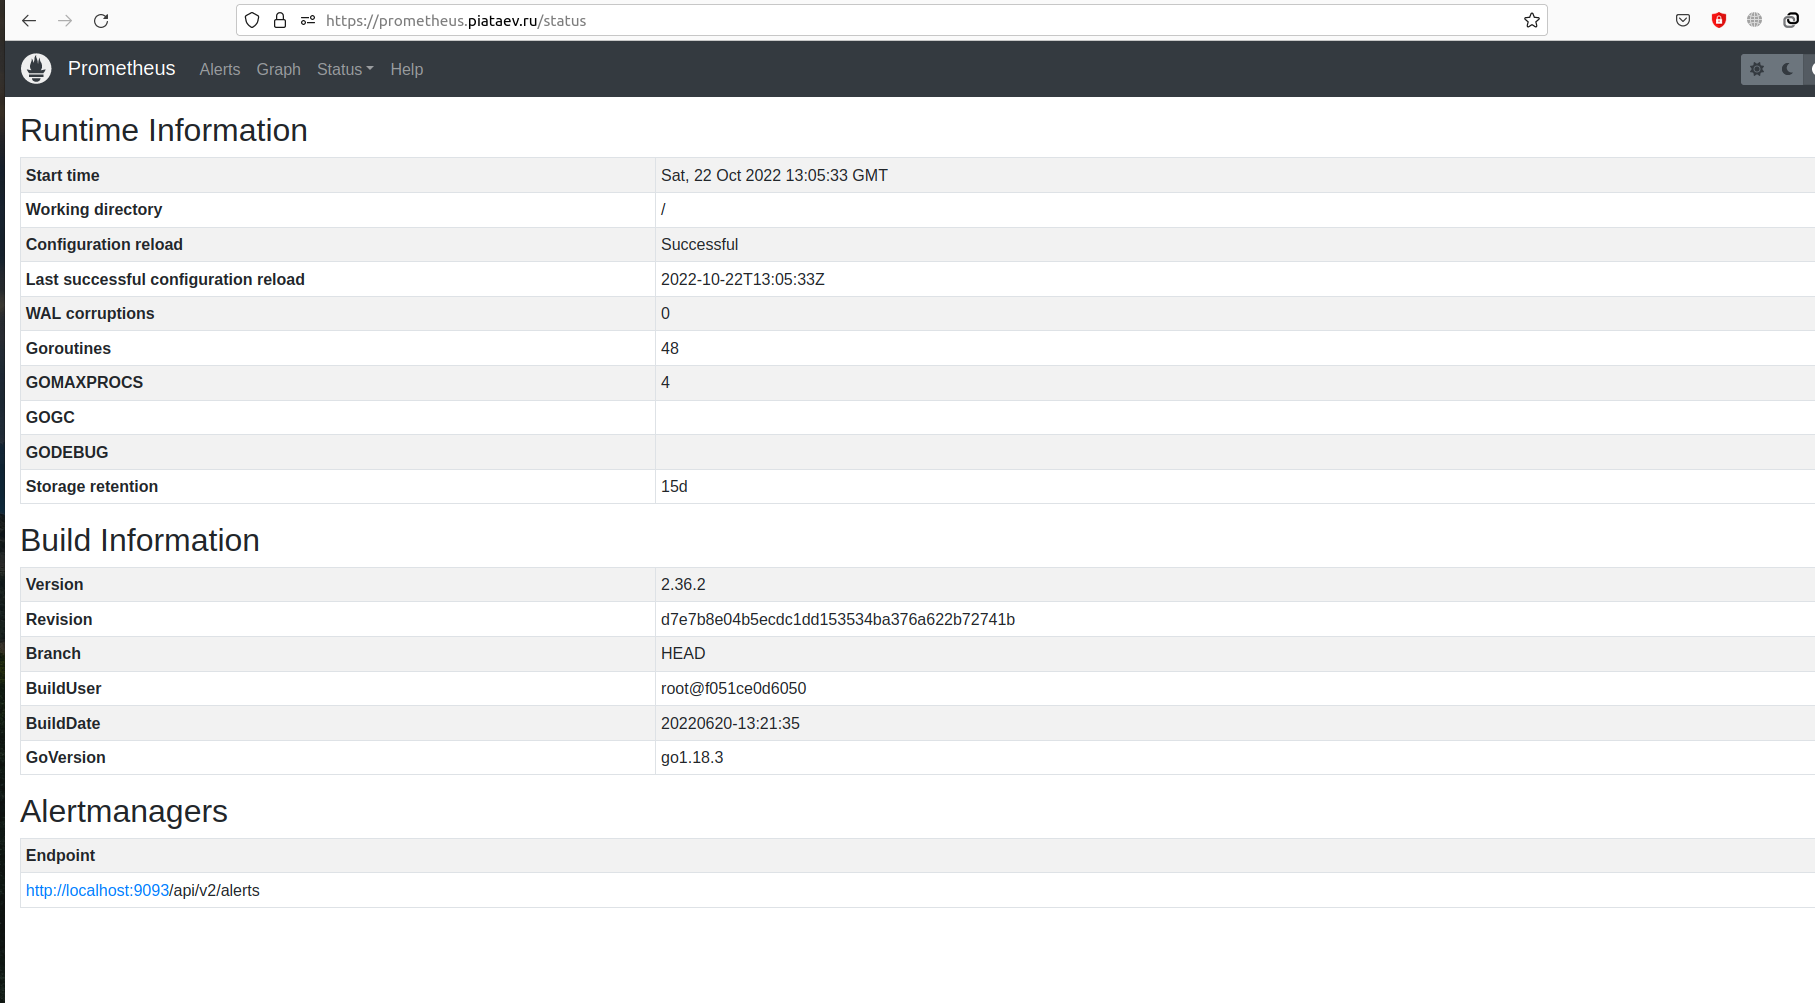 https://prometheus.piataev.ru/status
Prometheus Alerts Graph Status Help
Runtime Information
Start time Sat, 22 Oct 2022 13:05:33 GMT
Working directory /
Configuration reload Successful
Last successful configuration reload 2022-10-22T13:05:33Z
WAL corruptions 0
Goroutines 48
GOMAXPROCS 4
GOGC
GODEBUG
Storage retention 15d
Build Information
Version 2.36.2
Revision d7e7b8e04b5ecdc1dd153534ba376a622b72741b
Branch HEAD
BuildUser root@f051ce0d6050
BuildDate 20220620-13:21:35
GoVersion go1.18.3
Alertmanagers
Endpoint
http://localhost:9093/api/v2/alerts